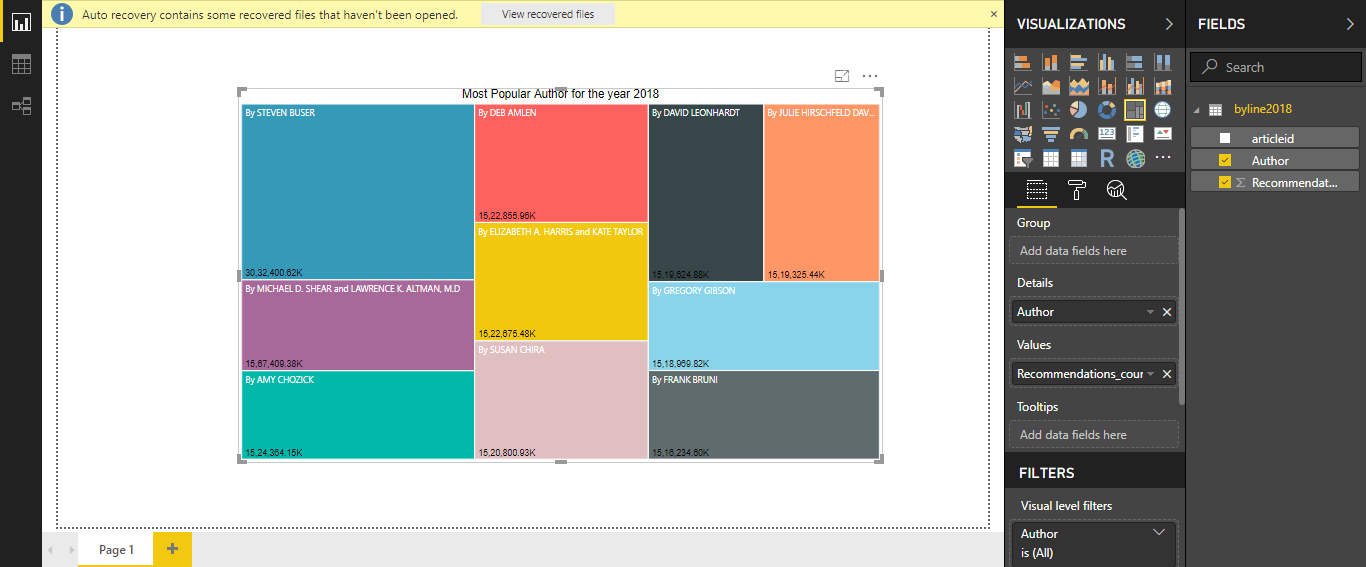 Auto recovery contains some recovered files that haven't been opened.
View recovered files
×
Most Popular Author for the year 2018
By STEVEN BUSER
30,32,400.62K
By MICHAEL D. SHEAR and LAWRENCE K. ALTMAN, M.D
15,67,409.38K
By AMY CHOZICK
15,24,364.15K
By DEB AMLEN
15,22,855.96K
By ELIZABETH A. HARRIS and KATE TAYLOR
15,22,675.48K
By SUSAN CHIRA
15,20,800.93K
By DAVID LEONHARDT
15,19,624.88K
By JULIE HIRSCHFELD DAV...
15,19,325.44K
By GREGORY GIBSON
15,18,969.82K
By FRANK BRUNI
15,16,234.60K
Page 1
+
VISUALIZATIONS
123
R
Group
Add data fields here
Details
Author
Values
Recommendations_cour
Tooltips
Add data fields here
FILTERS
Visual level filters
Author
is (All)
FIELDS
Search
byline2018
articleid
Author
Σ Recommendat...